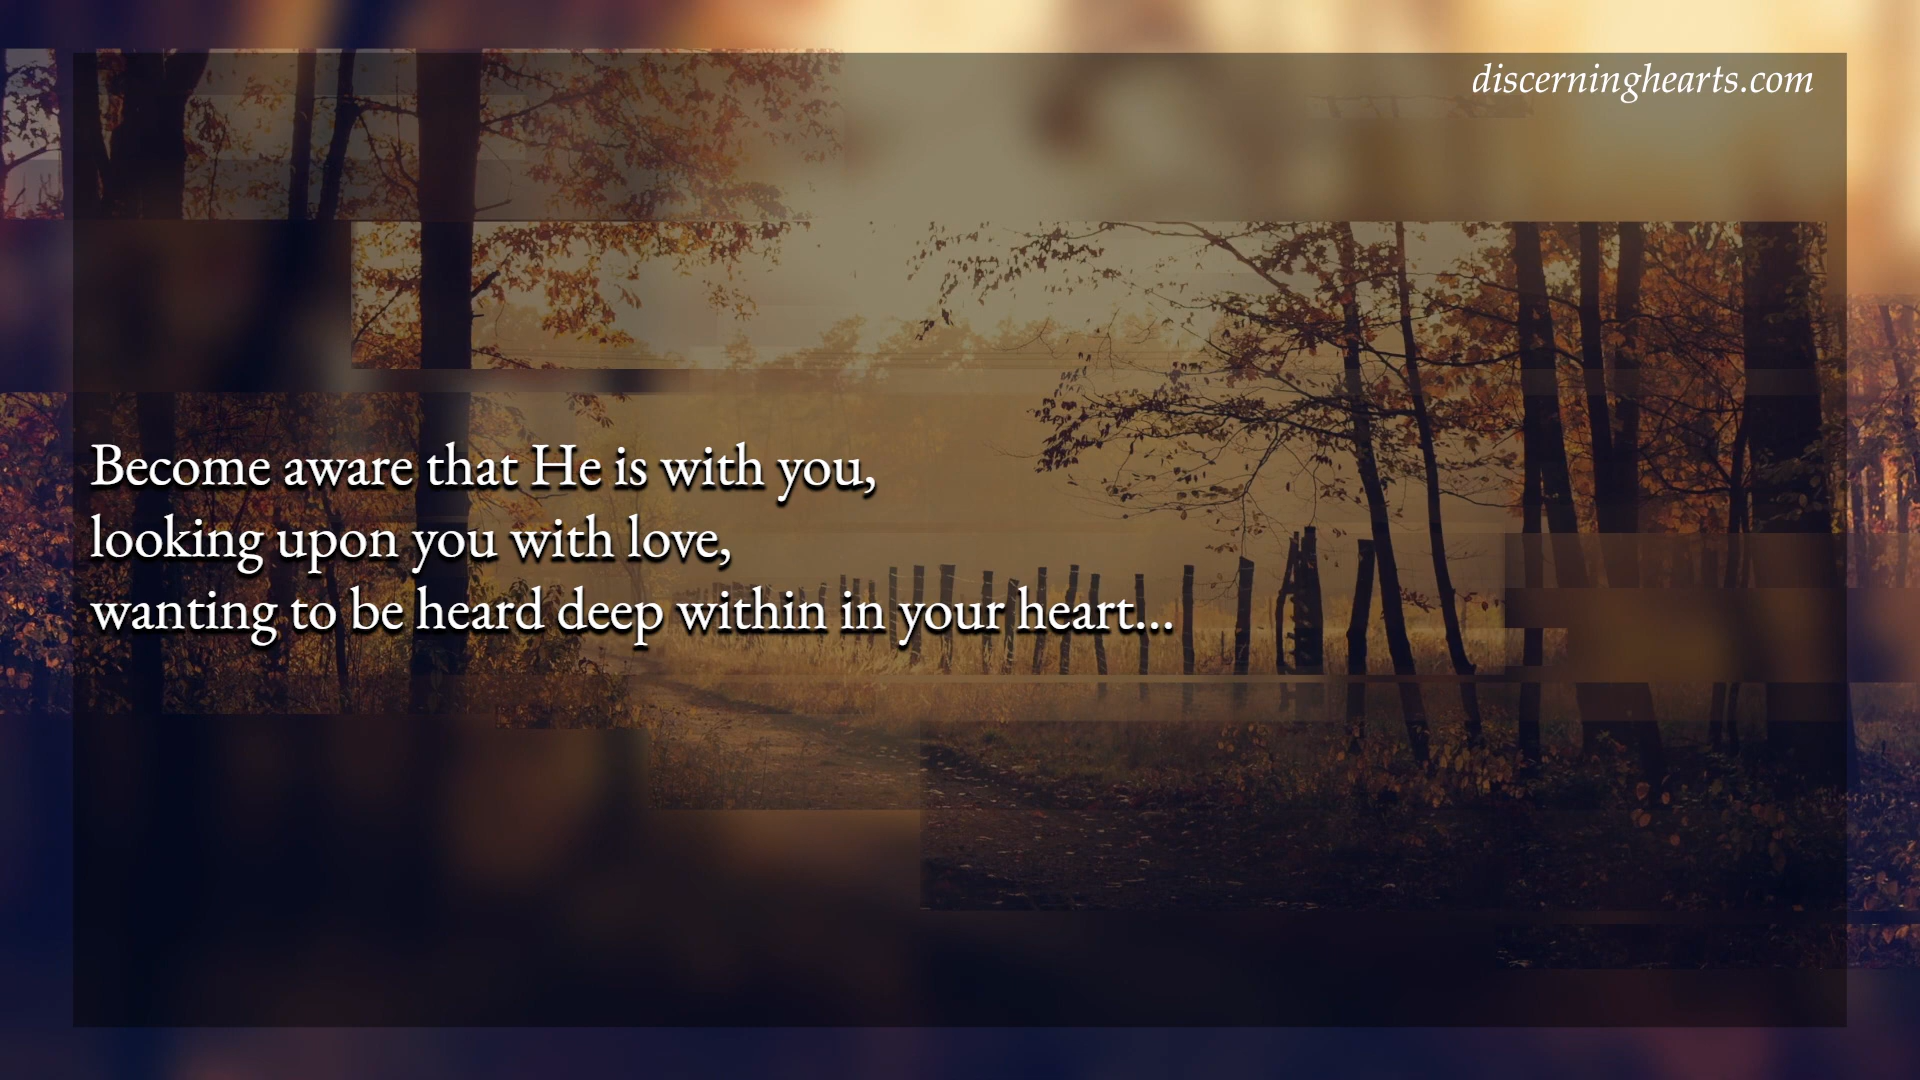 discerninghearts.com
Become aware that He is with you,
looking upon you with love,
wanting to be heard deep within in your heart...